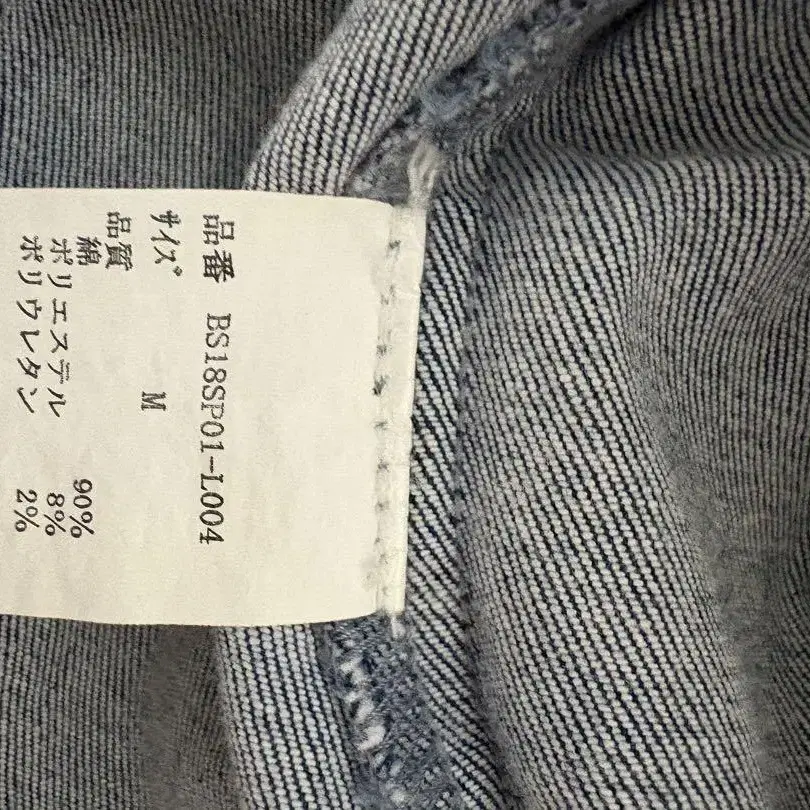 品番 BS18SP01-L004
サイズ M
品質
綿 90%
ポリエステル 8%
ポリウレタン 2%